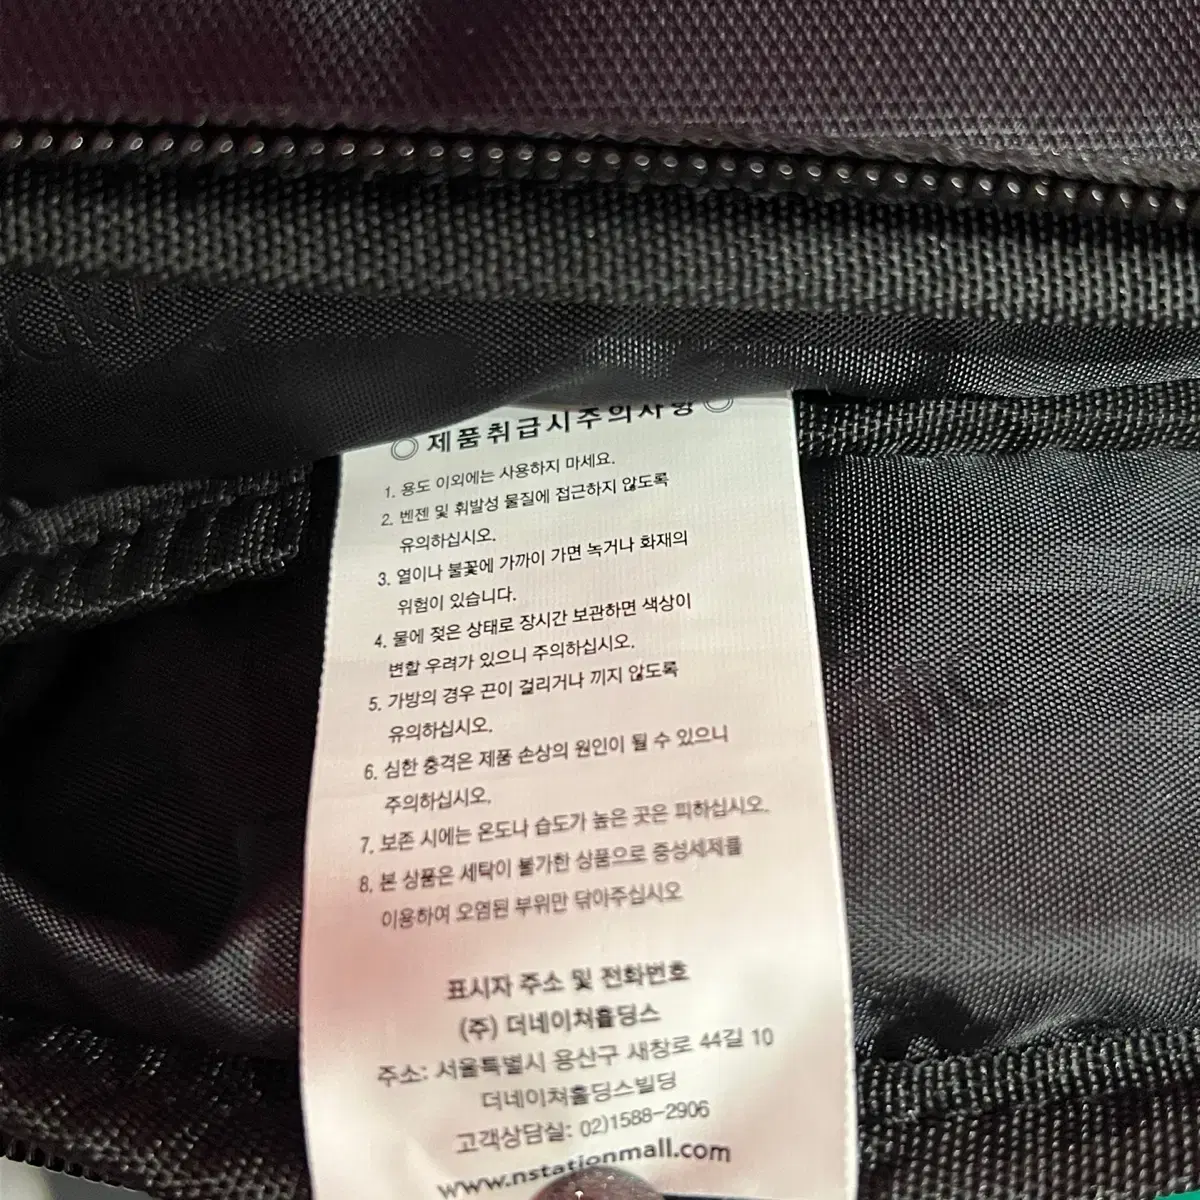 ◎ 제품취급시주의사항 ◎
1. 용도 이외에는 사용하지 마세요.
2. 벤젠 및 휘발성 물질에 접근하지 않도록
유의하십시오.
3. 열이나 불꽃에 가까이 가면 녹거나 화재의
위험이 있습니다.
4. 물에 젖은 상태로 장시간 보관하면 색상이
변할 우려가 있으니 주의하십시오.
5. 가방의 경우 끈이 걸리거나 끼지 않도록
유의하십시오.
6. 심한 충격은 제품 손상의 원인이 될 수 있으니
주의하십시오.
7. 보존 시에는 온도나 습도가 높은 곳은 피하십시오.
8. 본 상품은 세탁이 불가한 상품으로 중성세제를
이용하여 오염된 부위만 닦아주십시오
표시자 주소 및 전화번호
(주) 더네이쳐홀딩스
주소: 서울특별시 용산구 새창로 44길 10
더네이쳐홀딩스빌딩
고객상담실: 02)1588-2906
www.nstationmall.com